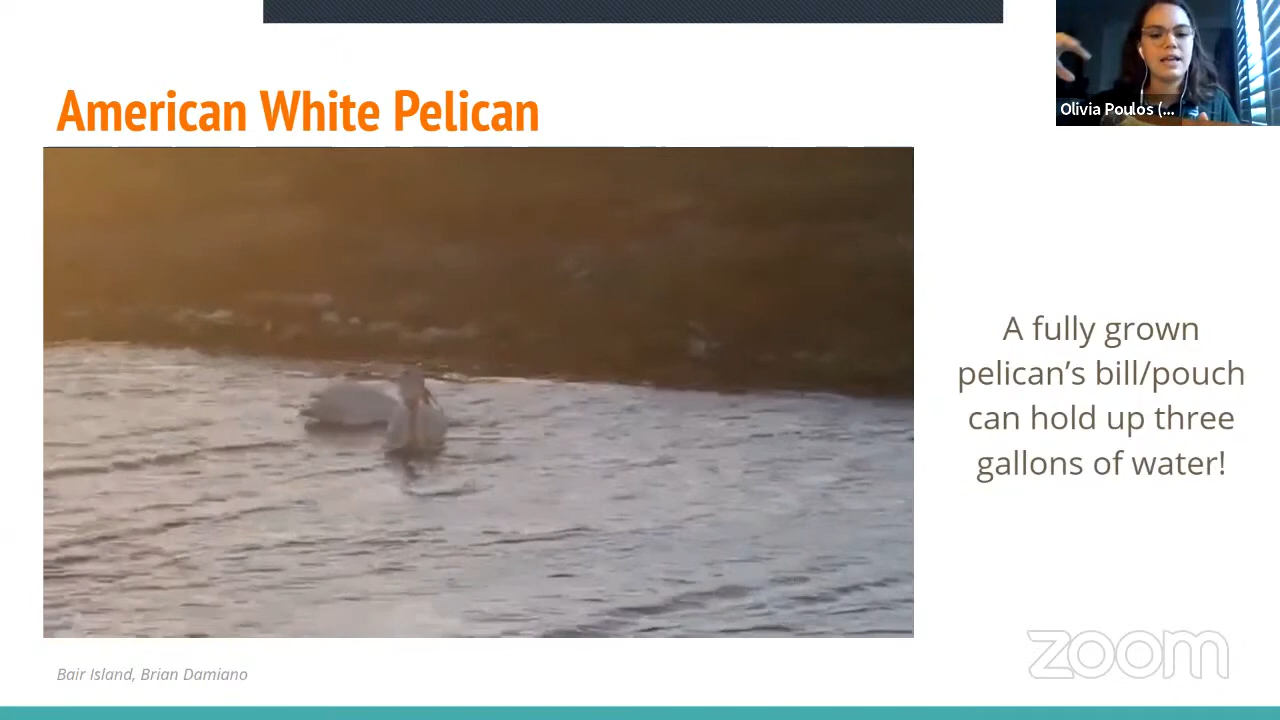 Olivia Poulos (...
American White Pelican
A fully grown
pelican's bill/pouch
can hold up three
gallons of water!
Bair Island, Brian Damiano
zoom